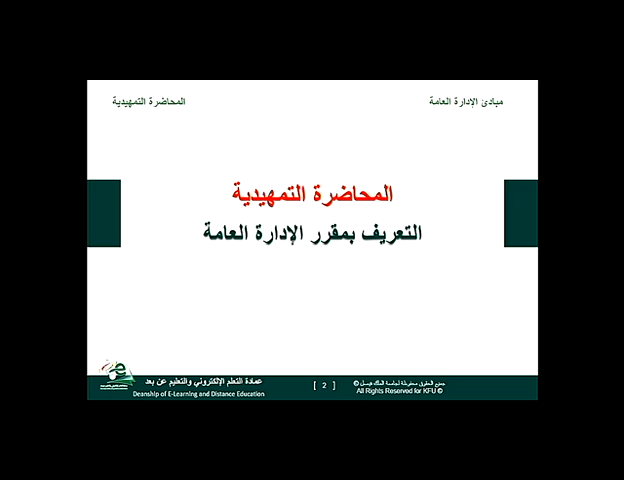 مبادئ الإدارة العامة
المحاضرة التمهيدية
المحاضرة التمهيدية
التعريف بمقرر الإدارة العامة
جميع الحقوق محفوظة لجامعة الملك فيصل ©
All Rights Reserved for KFU ©
[ 2 ]
عمادة التعلم الإلكتروني والتعليم عن بعد
Deanship of E-Learning and Distance Education